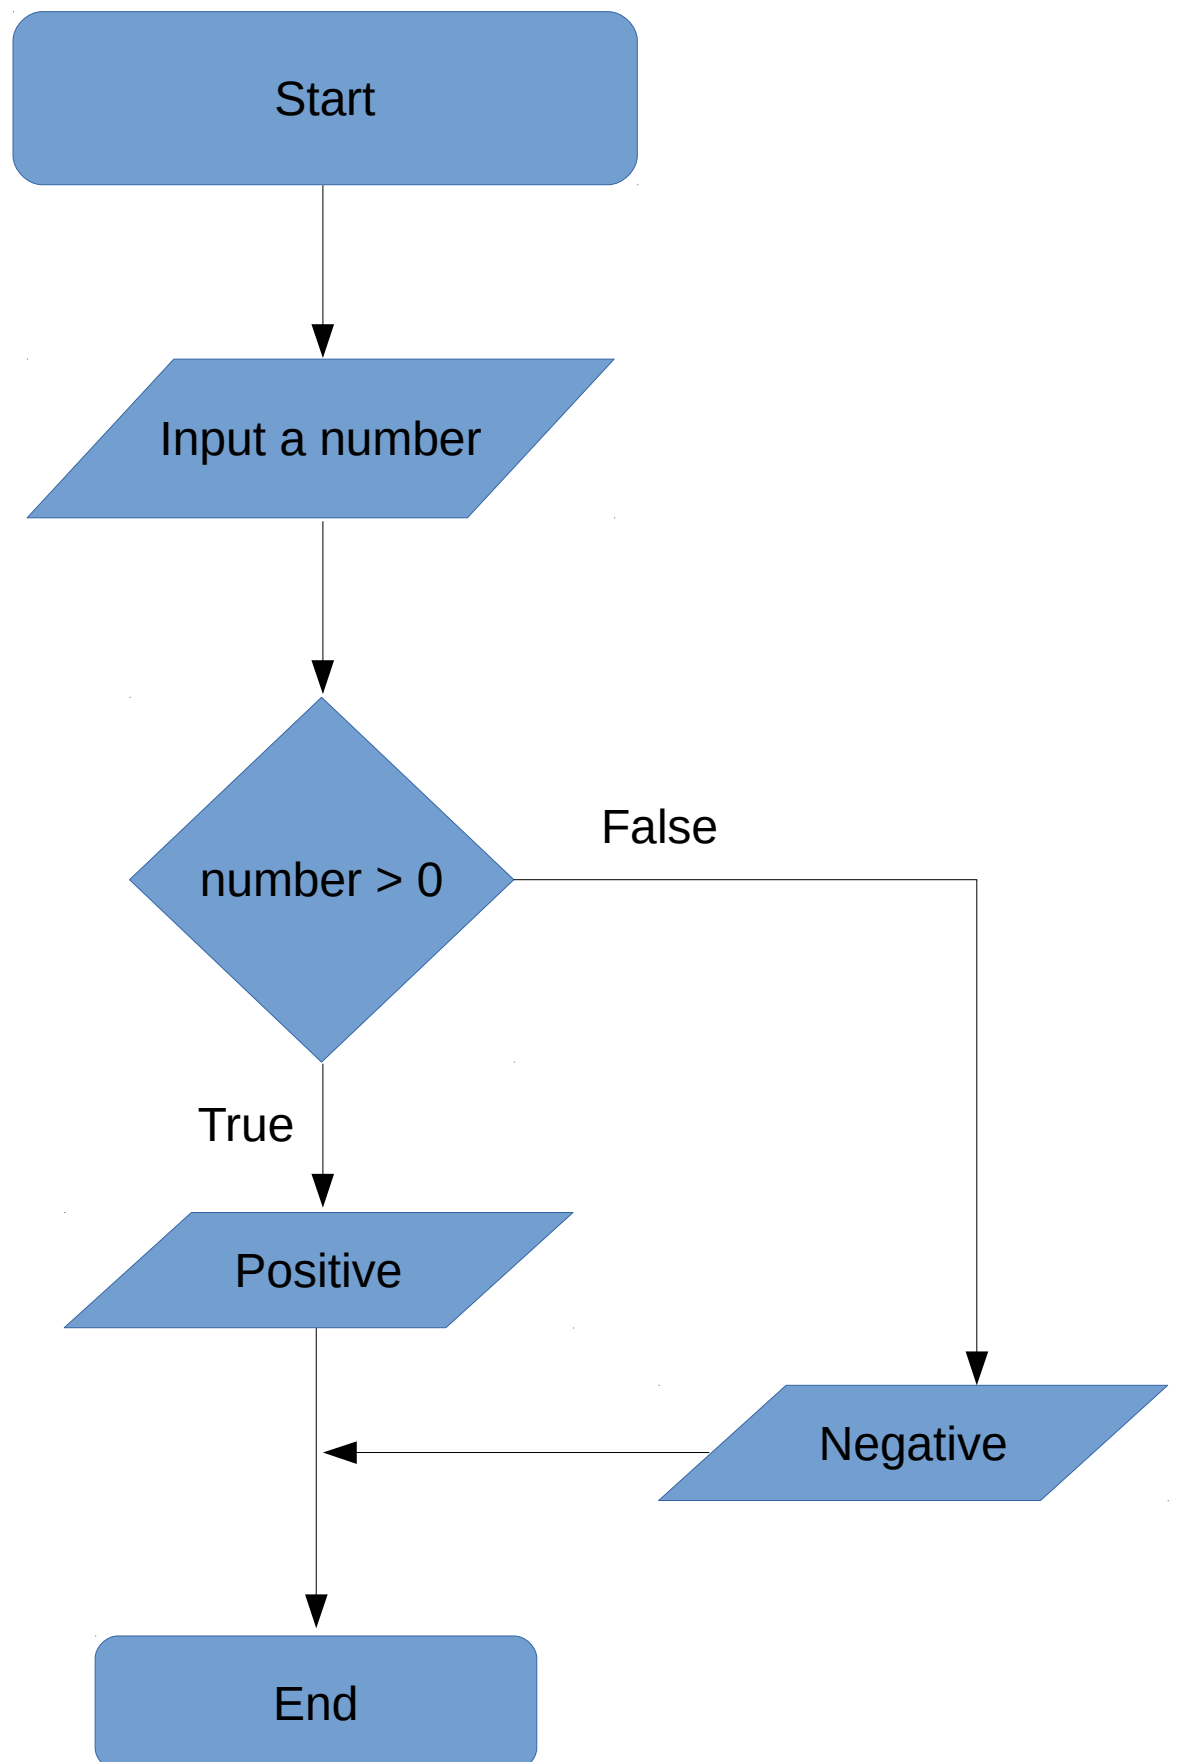 Start
Input a number
number > 0
False
True
Positive
Negative
End